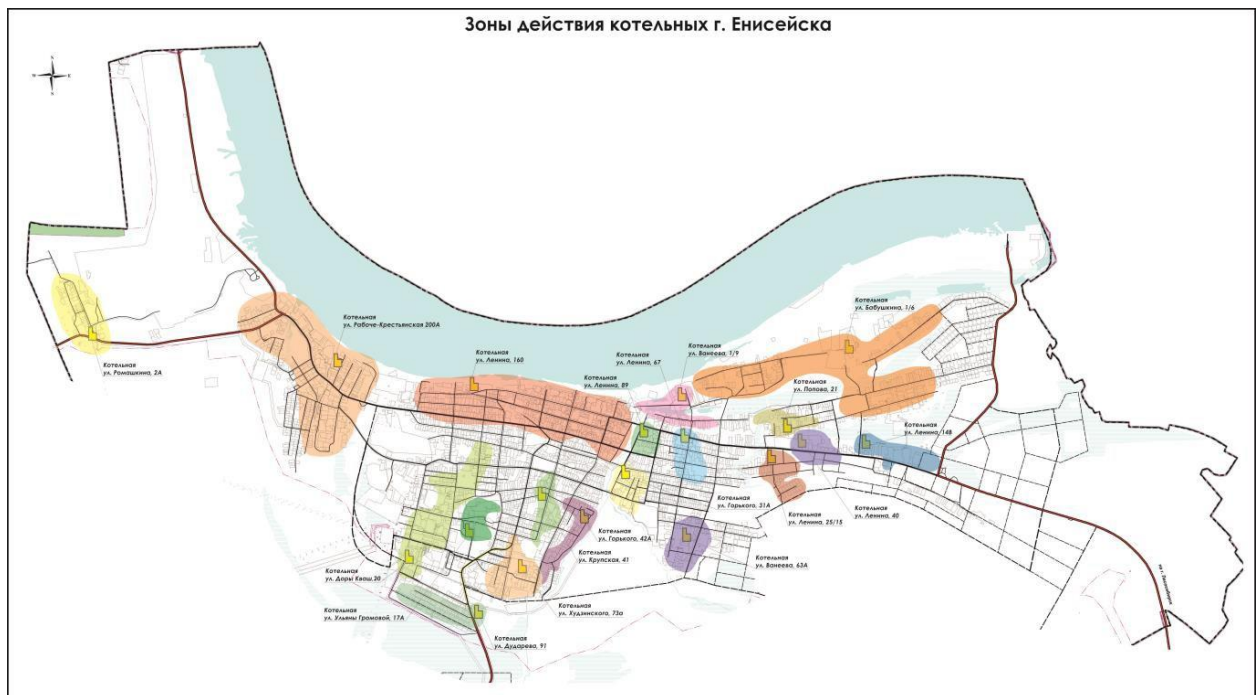 Зоны действия котельных г. Енисейска
Котельная
ул. Рабоче-Крестьянская 200А
Котельная
ул. Ромашкина, 2А
Котельная
ул. Ленина, 160
Котельная
ул. Ленина, 89
Котельная
ул. Ленина, 67
Котельная
ул. Ванеева, 1/9
Котельная
ул. Бабушкина, 1/6
Котельная
ул. Попова, 21
Котельная
ул. Ленина, 14В
Котельная
ул. Горького, 31А
Котельная
ул. Ленина, 25/15
Котельная
ул. Ленина, 40
Котельная
ул. Горького, 42А
Котельная
ул. Крупская, 41
Котельная
ул. Ванеева, 63А
Котельная
ул. Доры Кваш,20
Котельная
ул. Ульяны Громовой, 17А
Котельная
ул. Худзинского, 73а
Котельная
ул. Дударева, 91